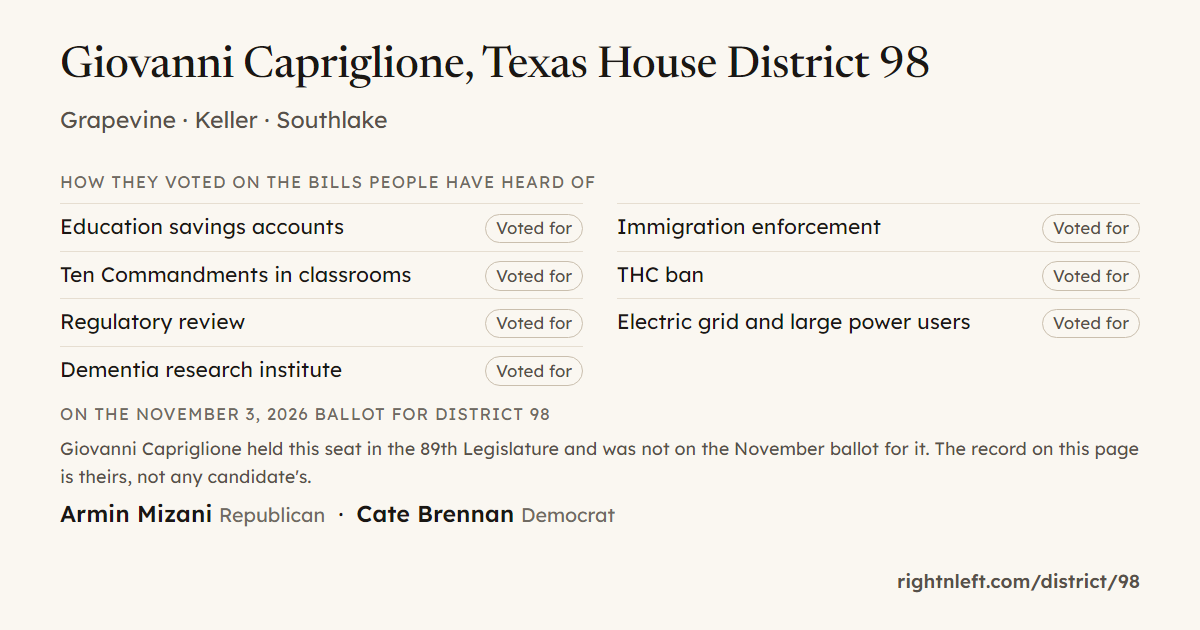 Giovanni Capriglione, Texas House District 98
Grapevine · Keller · Southlake
HOW THEY VOTED ON THE BILLS PEOPLE HAVE HEARD OF
Education savings accounts Voted for
Ten Commandments in classrooms Voted for
Regulatory review Voted for
Dementia research institute Voted for
Immigration enforcement Voted for
THC ban Voted for
Electric grid and large power users Voted for
ON THE NOVEMBER 3, 2026 BALLOT FOR DISTRICT 98
Giovanni Capriglione held this seat in the 89th Legislature and was not on the November ballot for it. The record on this page
is theirs, not any candidate's.
Armin Mizani Republican · Cate Brennan Democrat
rightnleft.com/district/98